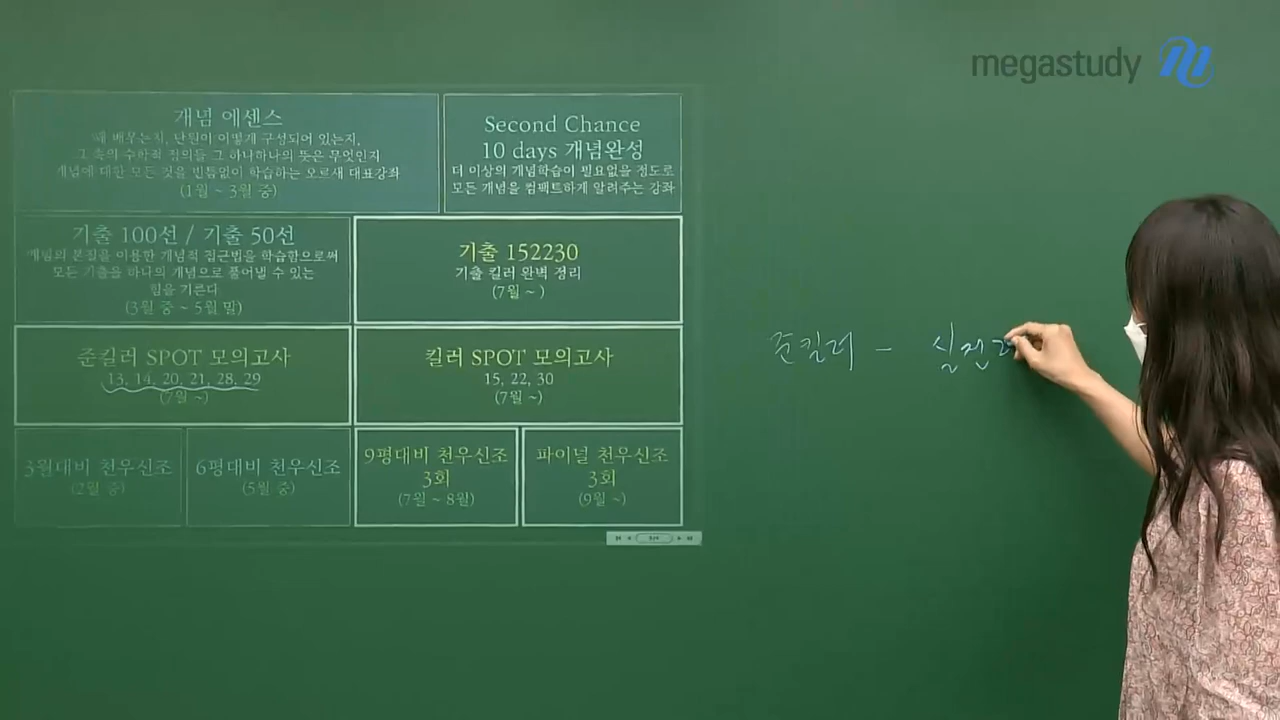 megastudy
개념 에센스
왜 배우는지, 단원이 어떻게 구성되어 있는지,
그 속의 수학적 정의들 그 하나하나의 뜻은 무엇인지
개념에 대한 모든 것을 빈틈없이 학습하는 오르새 대표강좌
(1월 ~ 3월 중)
Second Chance
10 days 개념완성
더 이상의 개념학습이 필요없을 정도로
모든 개념을 컴팩트하게 알려주는 강좌
기출 100선 / 기출 50선
개념의 본질을 이용한 개념적 접근법을 학습함으로써
모든 기출을 하나의 개념으로 풀어낼 수 있는
힘을 기른다
(3월 중 ~ 5월 말)
기출 152230
기출 킬러 완벽 정리
(7월 ~ )
준킬러 SPOT 모의고사
13, 14, 20, 21, 28, 29
(7월 ~)
킬러 SPOT 모의고사
15, 22, 30
(7월 ~)
준킬러 - 실전
3월대비 천우신조
(2월 중)
6평대비 천우신조
(5월 중)
9평대비 천우신조
3회
(7월 ~ 8월)
파이널 천우신조
3회
(9월 ~)